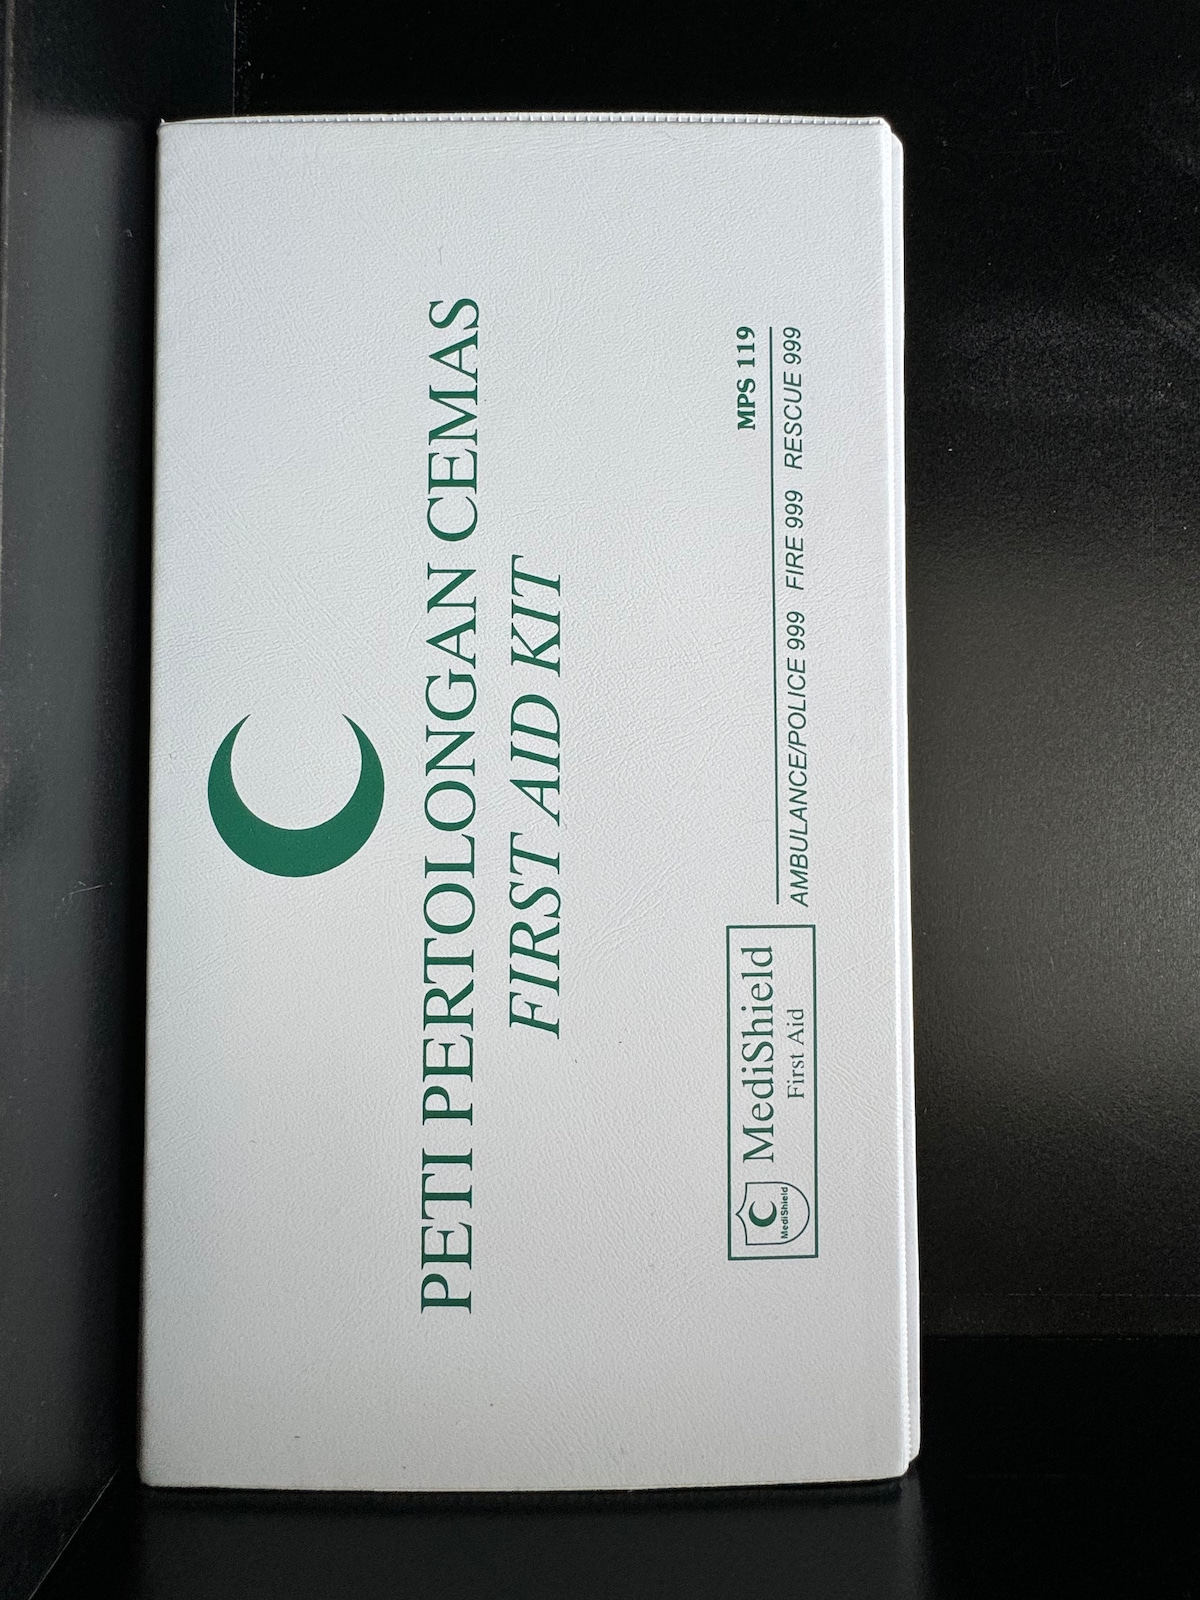 PETI PERTOLONGAN CEMAS
FIRST AID KIT
MPS 119
MediShield
First Aid
MediShield
AMBULANCE/POLICE 999 FIRE 999 RESCUE 999